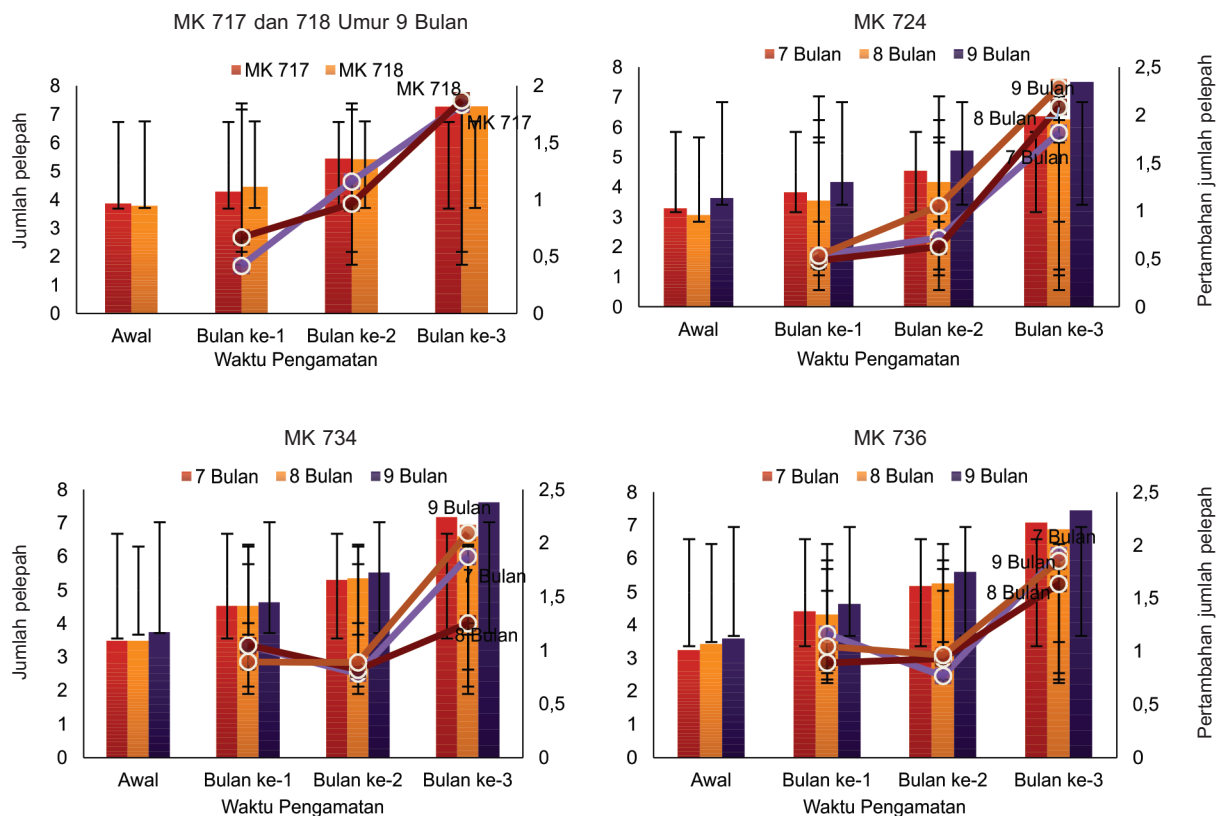 MK 717 dan 718 Umur 9 Bulan
MK 717 MK 718
Jumlah pelepah
8
7
6
5
4
3
2
1
0
2
1,5
1
0,5
0
MK 718
MK 717
Awal Bulan ke-1 Bulan ke-2 Bulan ke-3
Waktu Pengamatan
MK 724
7 Bulan 8 Bulan 9 Bulan
8
7
6
5
4
3
2
1
0
2,5
2
1,5
1
0,5
0
Pertambahan jumlah pelepah
9 Bulan
8 Bulan
7 Bulan
Awal Bulan ke-1 Bulan ke-2 Bulan ke-3
Waktu Pengamatan
MK 734
7 Bulan 8 Bulan 9 Bulan
Jumlah pelepah
8
7
6
5
4
3
2
1
0
2,5
2
1,5
1
0,5
0
9 Bulan
7 Bulan
8 Bulan
Awal Bulan ke-1 Bulan ke-2 Bulan ke-3
Waktu Pengamatan
MK 736
7 Bulan 8 Bulan 9 Bulan
8
7
6
5
4
3
2
1
0
2,5
2
1,5
1
0,5
0
Pertambahan jumlah pelepah
7 Bulan
9 Bulan
8 Bulan
Awal Bulan ke-1 Bulan ke-2 Bulan ke-3
Waktu Pengamatan